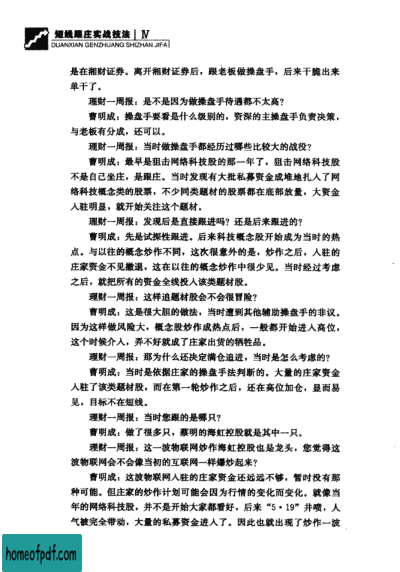 短线跟庄实战技法 | Ⅳ
DUANXIAN GENZHUANG SHIZHAN JIFA
是在湘财证券。离开湘财证券后，跟老板做操盘手，后来干脆出来
单干了。
理财一周报：是不是因为做操盘手待遇都不太高？
曹明成：操盘手要看是什么级别的，资深的主操盘手负责决策，
与老板有分成，还可以。
理财一周报：当时做操盘手都经历过哪些比较大的战役？
曹明成：最早是狙击网络科技股的那一年了，狙击网络科技股
不是自己坐庄，是跟庄。当时发现有大批私募资金成堆地扎入了网
络科技概念类的股票，不少同类题材的股票都在底部放量，大资金
入驻明显，就开始关注这个题材。
理财一周报：发现后是直接跟进吗？还是后来跟进的？
曹明成：先是试探性跟进。后来科技概念股开始成为当时的热
点。与以往的概念炒作不同，这次很意外的是，炒作之后，入驻的
庄家资金不见撤退，这在以往的概念炒作中很少见。当时经过考虑
之后，就把所有的资金全线投入该类题材股。
理财一周报：这样追题材股会不会很冒险？
曹明成：这是很大胆的做法，当时遭到其他辅助操盘手的非议。
因为这样做风险大，概念股炒作成热点后，一般都开始进入高位，
这个时候介入，弄不好就成了庄家出货的牺牲品。
理财一周报：那为什么还决定满仓追进，当时是怎么考虑的？
曹明成：当时是依据庄家的操盘手法判断的。大量的庄家资金
入驻了该类题材股，而在第一轮炒作之后，还在高位加仓，显而易
见，目标不在短线。
理财一周报：当时您跟的是哪只？
曹明成：做了很多只，蔡明的海虹控股就是其中一只。
理财一周报：这一波物联网炒作海虹控股也是龙头，您觉得这
波物联网会不会像当初的互联网一样爆炒起来？
曹明成：这波物联网入驻的庄家资金还远远不够，暂时没有那
种可能。但庄家的炒作计划可能会因为行情的变化而变化。就像当
年的网络科技股，并不是开始大家都看好，后来“5·19”井喷，人
气被完全带动，大量的私募资金进入了。因此也就出现了炒作一波
homeofpdf.com